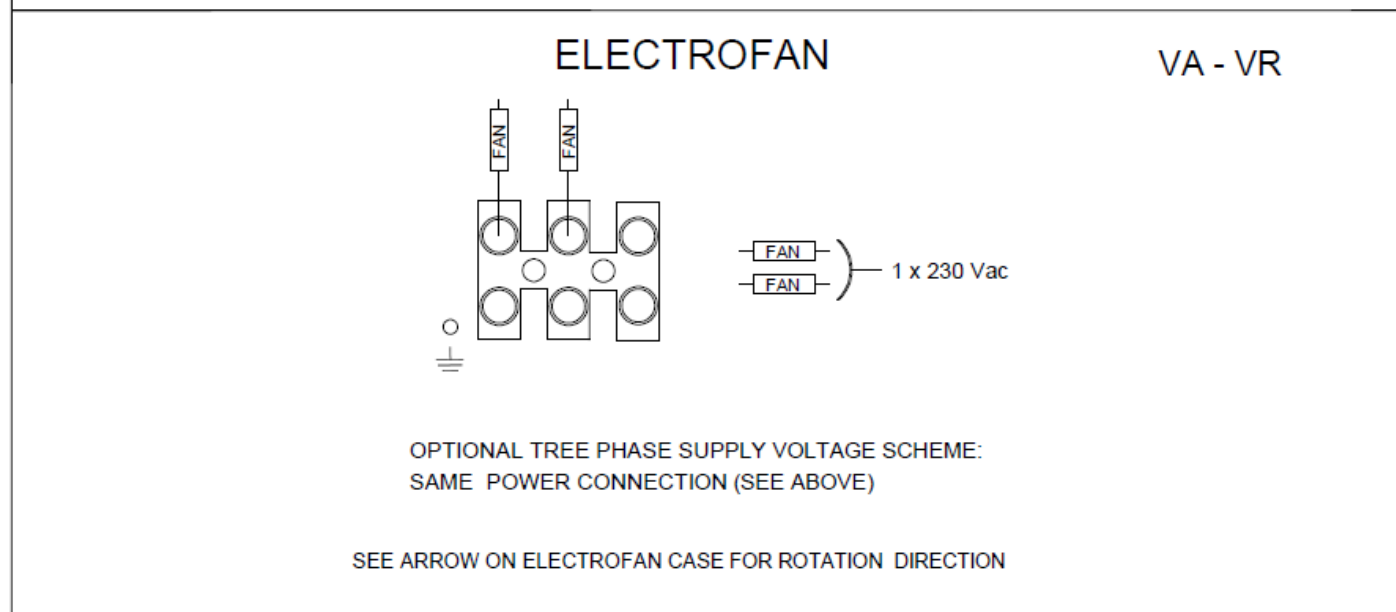 ELECTROFAN
VA - VR
FAN
FAN
FAN
FAN
1 x 230 Vac
OPTIONAL TREE PHASE SUPPLY VOLTAGE SCHEME:
SAME POWER CONNECTION (SEE ABOVE)
SEE ARROW ON ELECTROFAN CASE FOR ROTATION DIRECTION